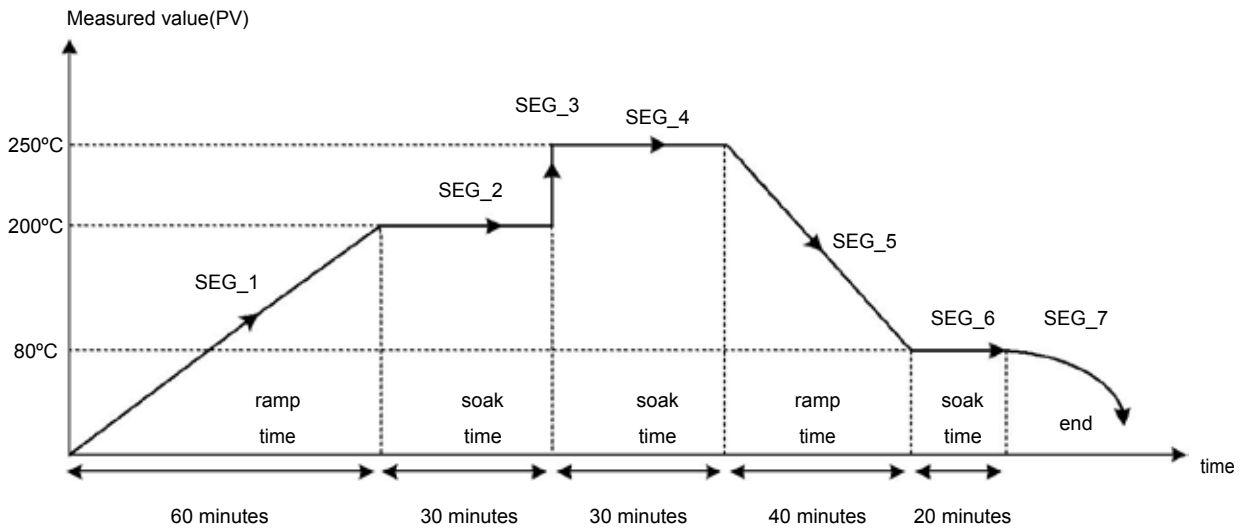 Measured value(PV)
SEG_3
SEG_4
250ºC
SEG_2
200ºC
SEG_5
SEG_1
SEG_6
SEG_7
80ºC
ramp
time
soak
time
soak
time
ramp
time
soak
time
end
time
60 minutes
30 minutes
30 minutes
40 minutes
20 minutes